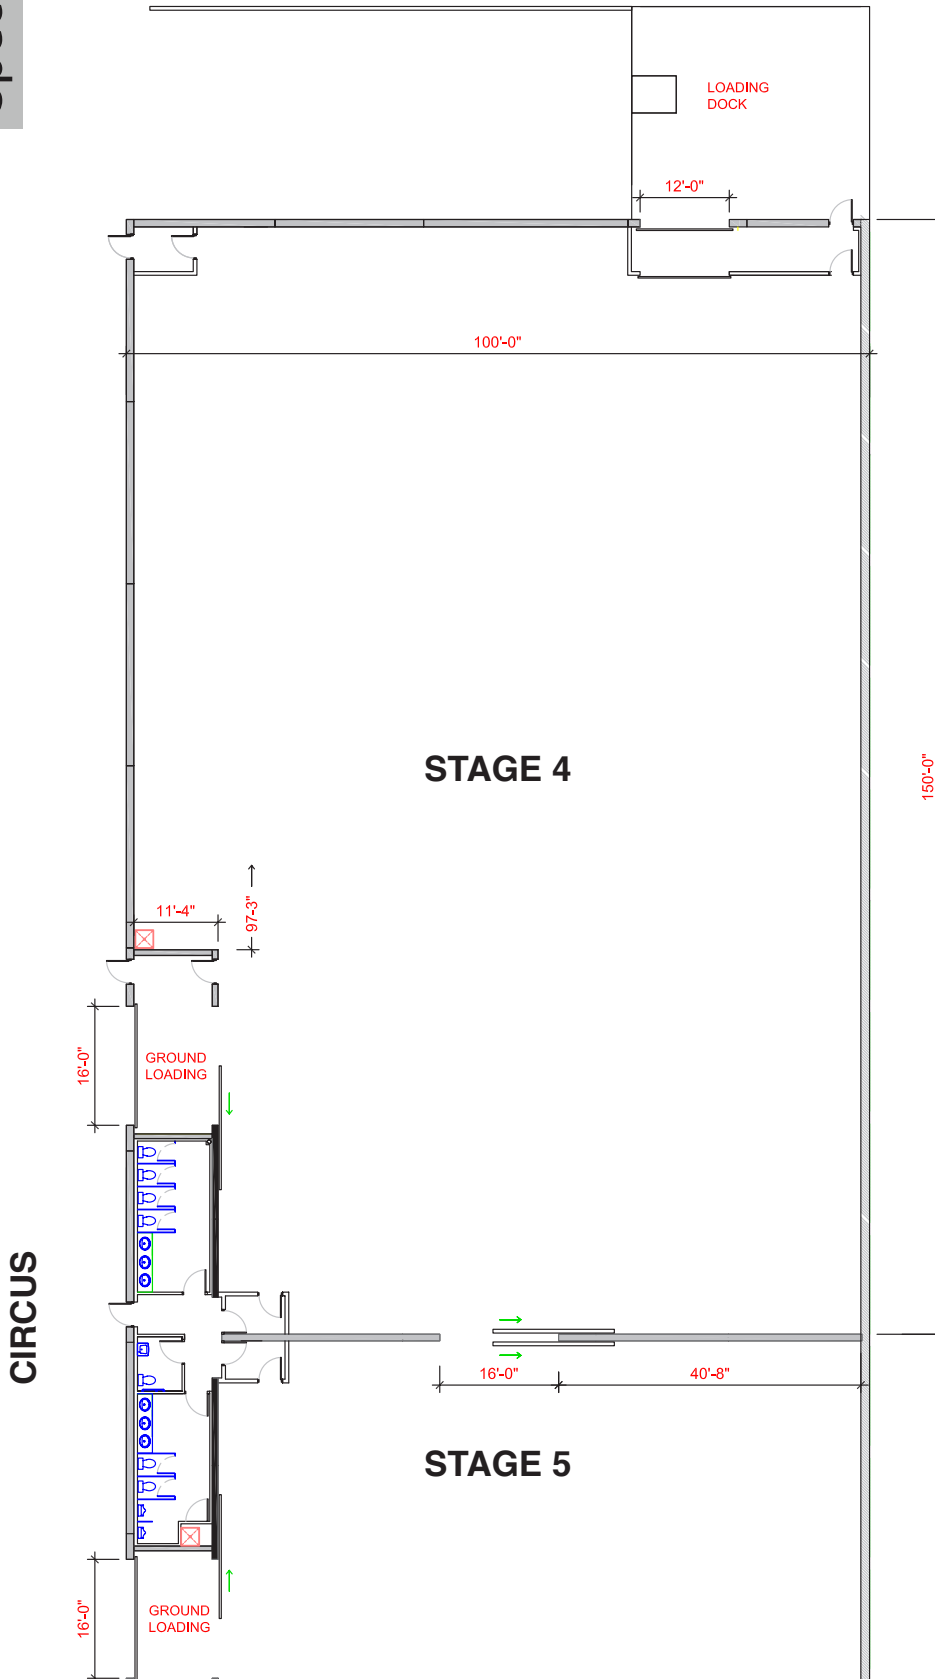 LOADING
DOCK
12'-0"
100'-0"
STAGE 4
150'-0"
11'-4"
97'-3"
16'-0"
GROUND
LOADING
CIRCUS
16'-0"
40'-8"
STAGE 5
16'-0"
GROUND
LOADING